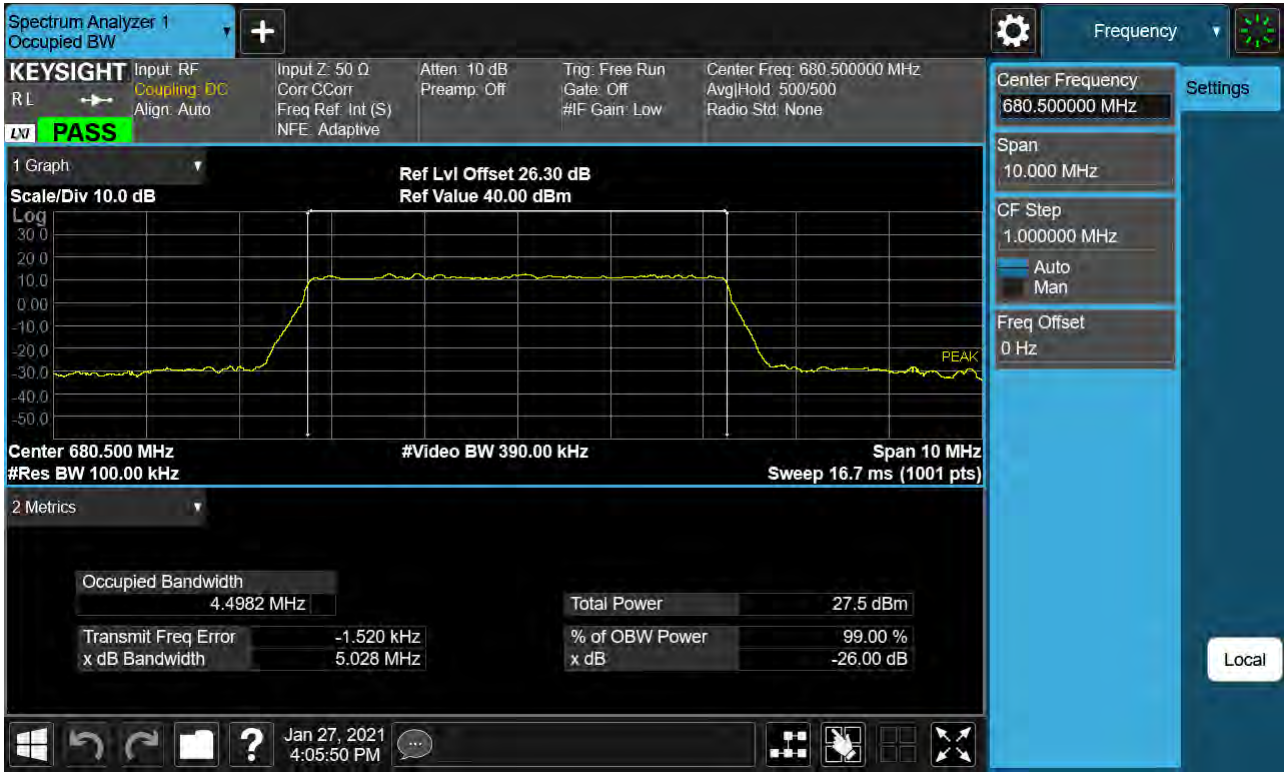 Spectrum Analyzer 1
Occupied BW
Frequency
KEYSIGHT
RL
LXI
PASS
Input: RF
Coupling: DC
Align: Auto
Input Z: 50 Ω
Corr CCorr
Freq Ref: Int (S)
NFE: Adaptive
Atten: 10 dB
Preamp: Off
Trig: Free Run
Gate: Off
#IF Gain: Low
Center Freq: 680.500000 MHz
Avg|Hold: 500/500
Radio Std: None
1 Graph
Scale/Div 10.0 dB
Ref Lvl Offset 26.30 dB
Ref Value 40.00 dBm
Log
30.0
20.0
10.0
0.00
-10.0
-20.0
-30.0
-40.0
-50.0
PEAK
Center 680.500 MHz
#Video BW 390.00 kHz
Span 10 MHz
#Res BW 100.00 kHz
Sweep 16.7 ms (1001 pts)
2 Metrics
Occupied Bandwidth
4.4982 MHz
Total Power 27.5 dBm
Transmit Freq Error -1.520 kHz
% of OBW Power 99.00 %
x dB Bandwidth 5.028 MHz
x dB -26.00 dB
Center Frequency
680.500000 MHz
Settings
Span
10.000 MHz
CF Step
1.000000 MHz
Auto
Man
Freq Offset
0 Hz
Local
?
Jan 27, 2021
4:05:50 PM